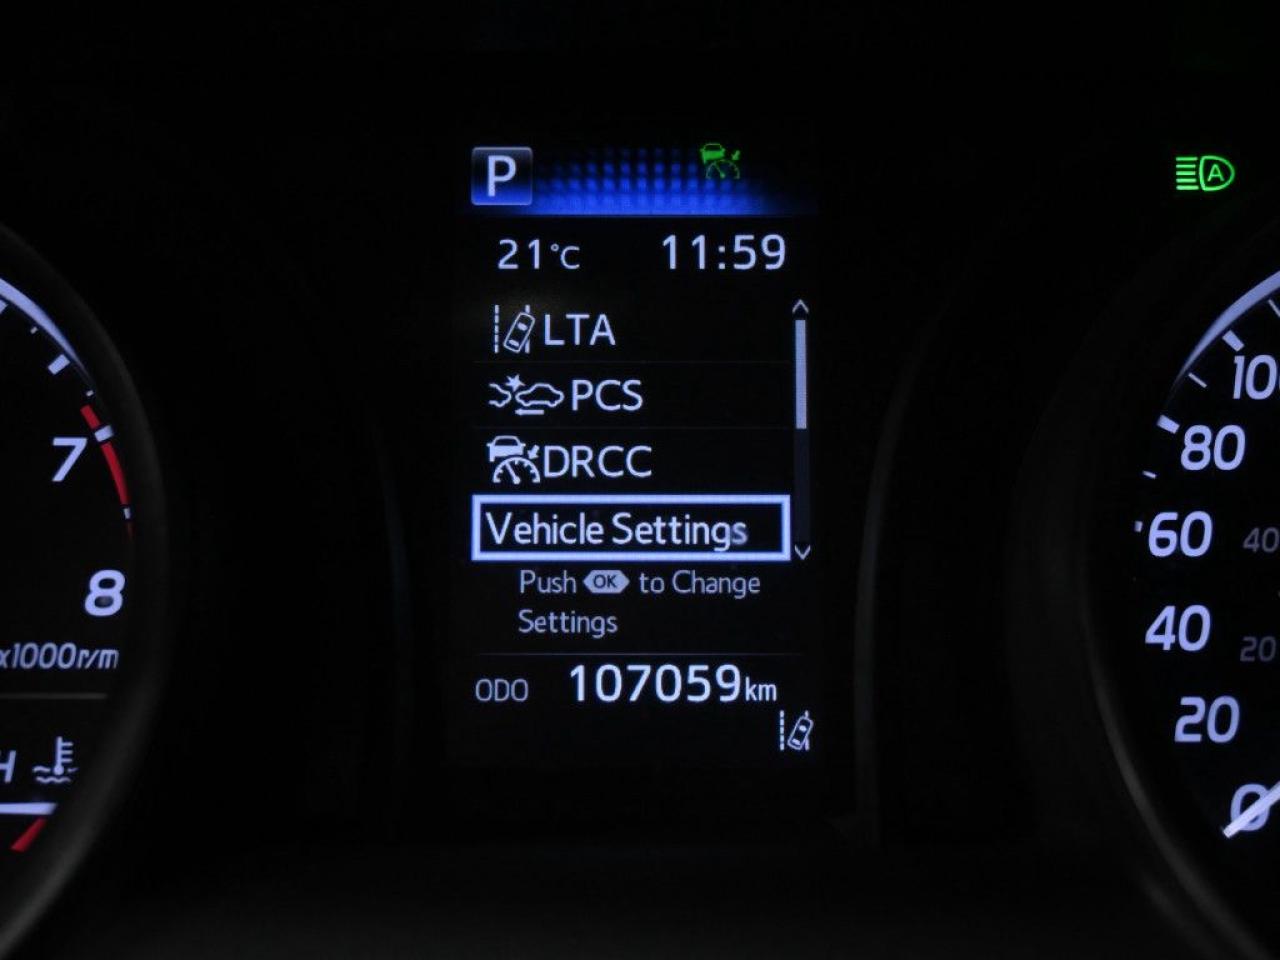 P
A
21°C 11:59
LTA
PCS
DRCC
Vehicle Settings
Push OK to Change
Settings
ODO 107059km
7
8
x1000r/m
H
100
80
60
40
40
20
20
0